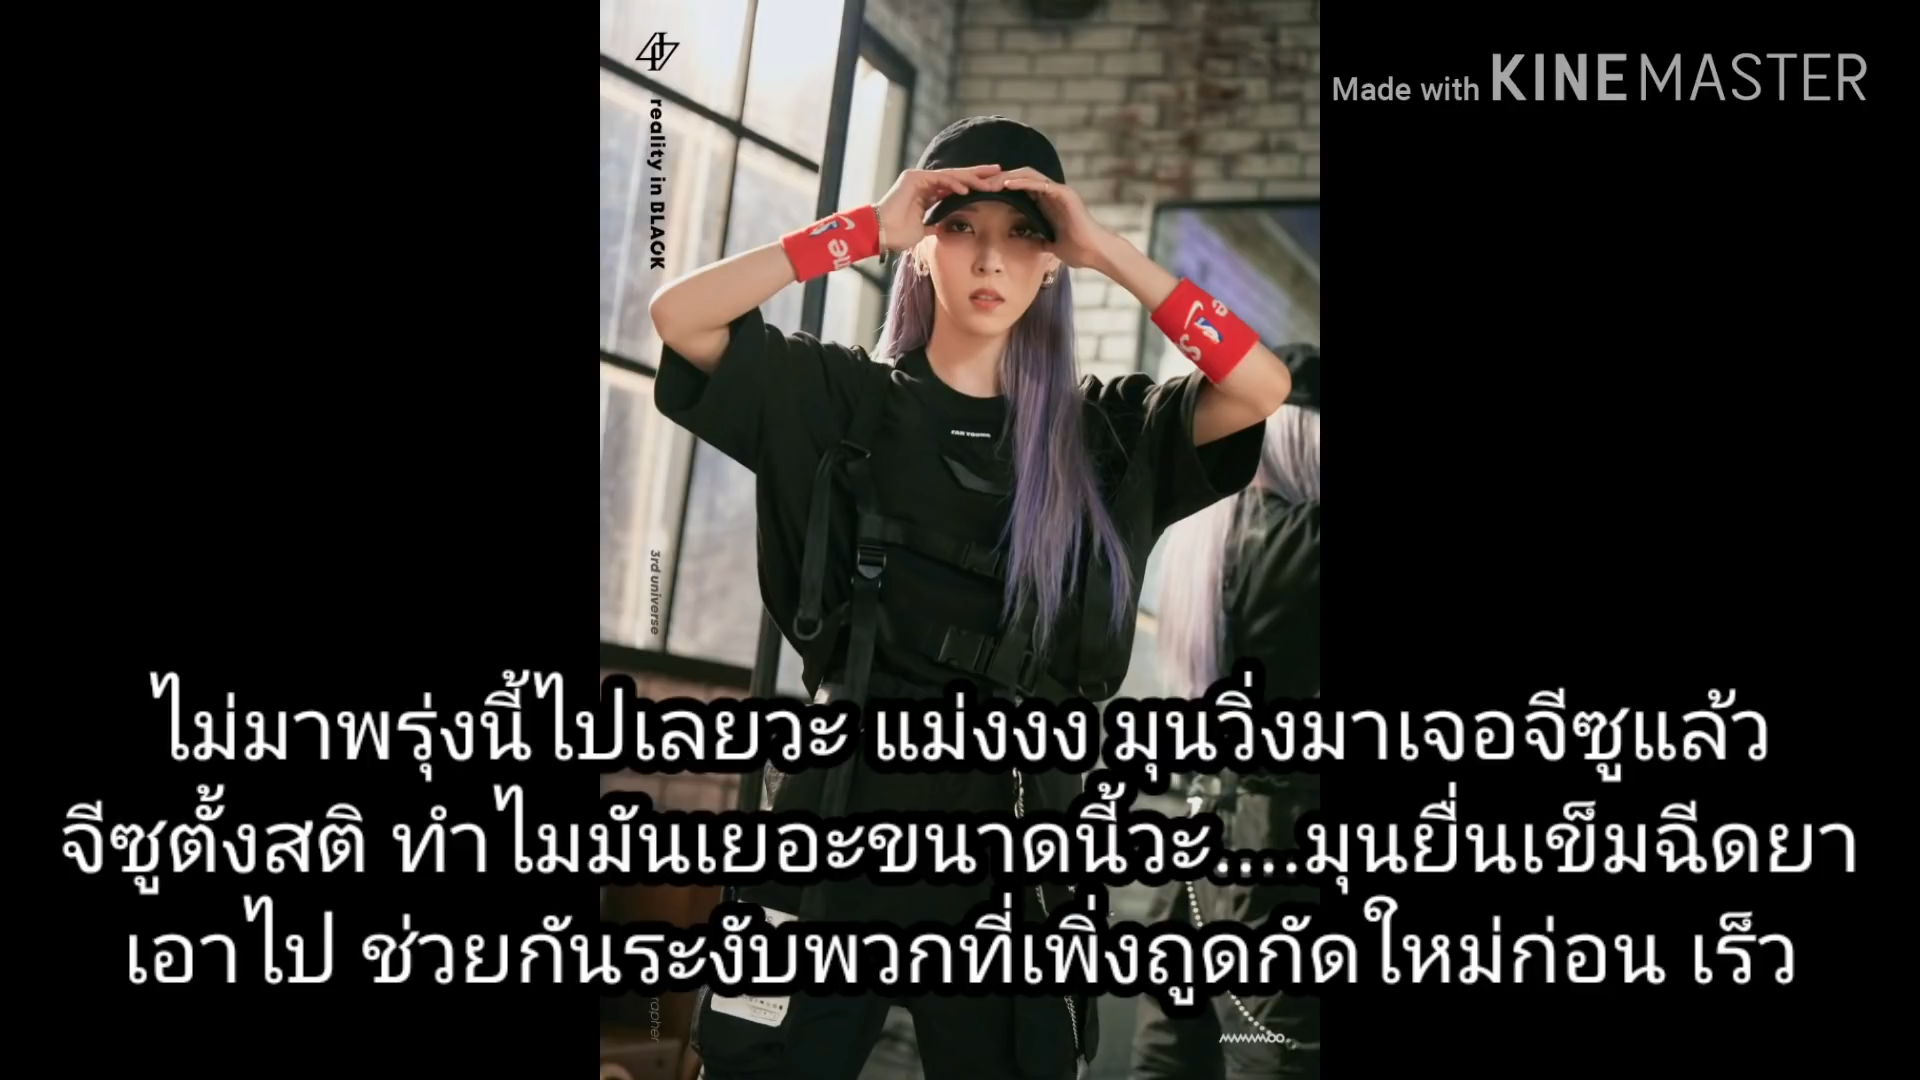 Made with KINEMASTER
reality in BLACK
3rd universe
FAR YOUNG
ไม่มาพรุ่งนี้ไปเลยวะ แม่งงง มุนวิ่งมาเจอจีซูแล้ว
จีซูตั้งสติ ทำไมมันเยอะขนาดนี้วะ....มุนยื่นเข็มฉีดยา
เอาไป ช่วยกันระงับพวกที่เพิ่งถูดกัดใหม่ก่อน เร็ว
MAMAMOO